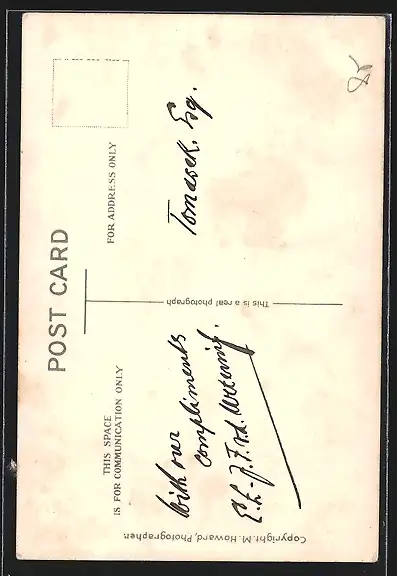 POST CARD
THIS SPACE
IS FOR COMMUNICATION ONLY
FOR ADDRESS ONLY
With our
compliments
Tomasek, Esq.
This is a real photograph
Copyright. M. Howard, Photographer.